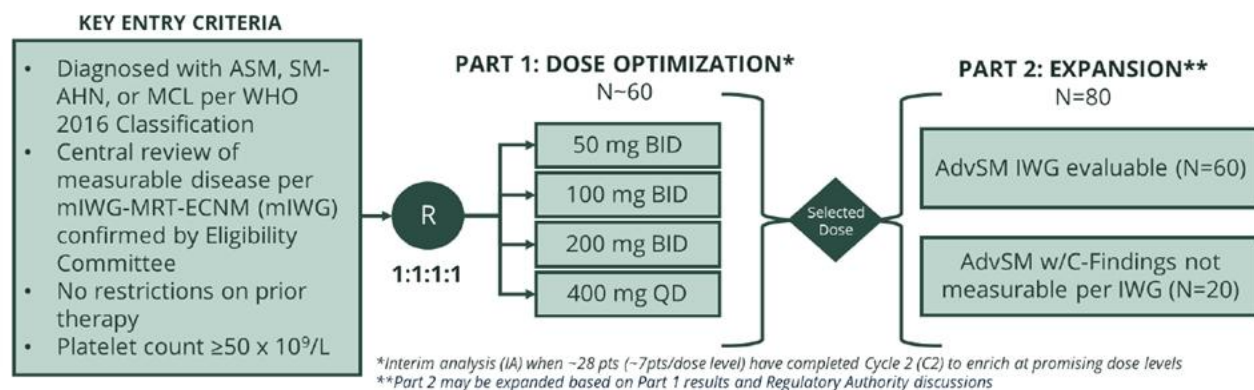 KEY ENTRY CRITERIA
• Diagnosed with ASM, SM-
AHN, or MCL per WHO
2016 Classification
• Central review of
measurable disease per
mIWG-MRT-ECNM (mIWG)
confirmed by Eligibility
Committee
• No restrictions on prior
therapy
• Platelet count ≥50 x 10⁹/L
R
1:1:1:1
PART 1: DOSE OPTIMIZATION*
N~60
50 mg BID
100 mg BID
200 mg BID
400 mg QD
Selected
Dose
PART 2: EXPANSION**
N=80
AdvSM IWG evaluable (N=60)
AdvSM w/C-Findings not
measurable per IWG (N=20)
*Interim analysis (IA) when ~28 pts (~7pts/dose level) have completed Cycle 2 (C2) to enrich at promising dose levels
**Part 2 may be expanded based on Part 1 results and Regulatory Authority discussions